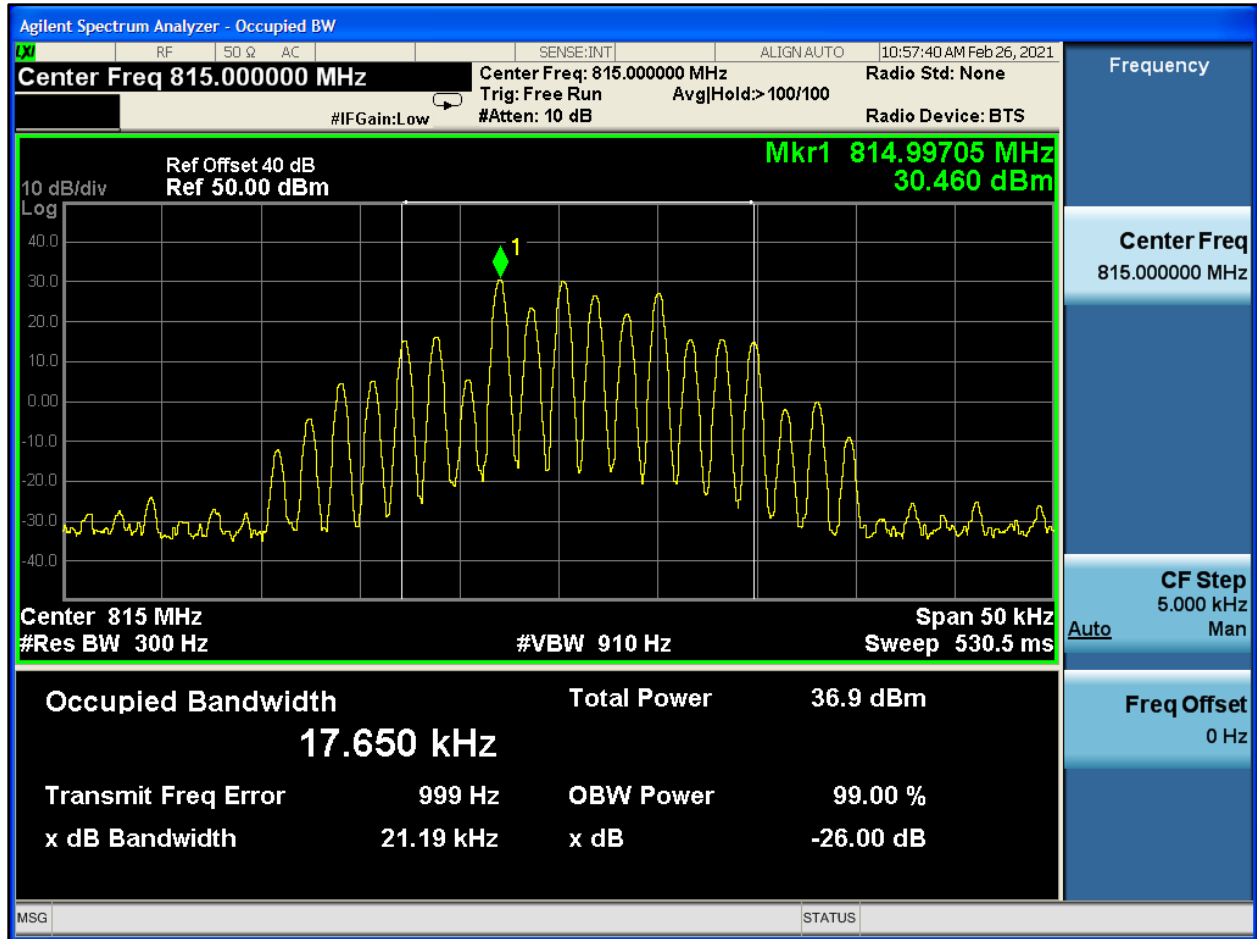 Agilent Spectrum Analyzer - Occupied BW
LXI RF 50 Ω AC SENSE:INT ALIGN AUTO 10:57:40 AM Feb 26, 2021
Center Freq 815.000000 MHz
Center Freq: 815.000000 MHz
Radio Std: None
Trig: Free Run Avg|Hold:>100/100
#IFGain:Low
#Atten: 10 dB
Radio Device: BTS
Mkr1 814.99705 MHz
30.460 dBm
Ref Offset 40 dB
10 dB/div Ref 50.00 dBm
Log
40.0
30.0
20.0
10.0
0.00
-10.0
-20.0
-30.0
-40.0
1
Center 815 MHz Span 50 kHz
#Res BW 300 Hz #VBW 910 Hz Sweep 530.5 ms
Occupied Bandwidth
17.650 kHz
Total Power 36.9 dBm
Transmit Freq Error 999 Hz OBW Power 99.00 %
x dB Bandwidth 21.19 kHz x dB -26.00 dB
Frequency
Center Freq
815.000000 MHz
CF Step
5.000 kHz
Auto Man
Freq Offset
0 Hz
MSG STATUS